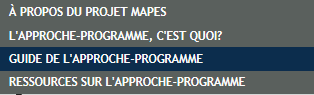 À PROPOS DU PROJET MAPES
L'APPROCHE-PROGRAMME, C'EST QUOI?
GUIDE DE L'APPROCHE-PROGRAMME
RESSOURCES SUR L'APPROCHE-PROGRAMME